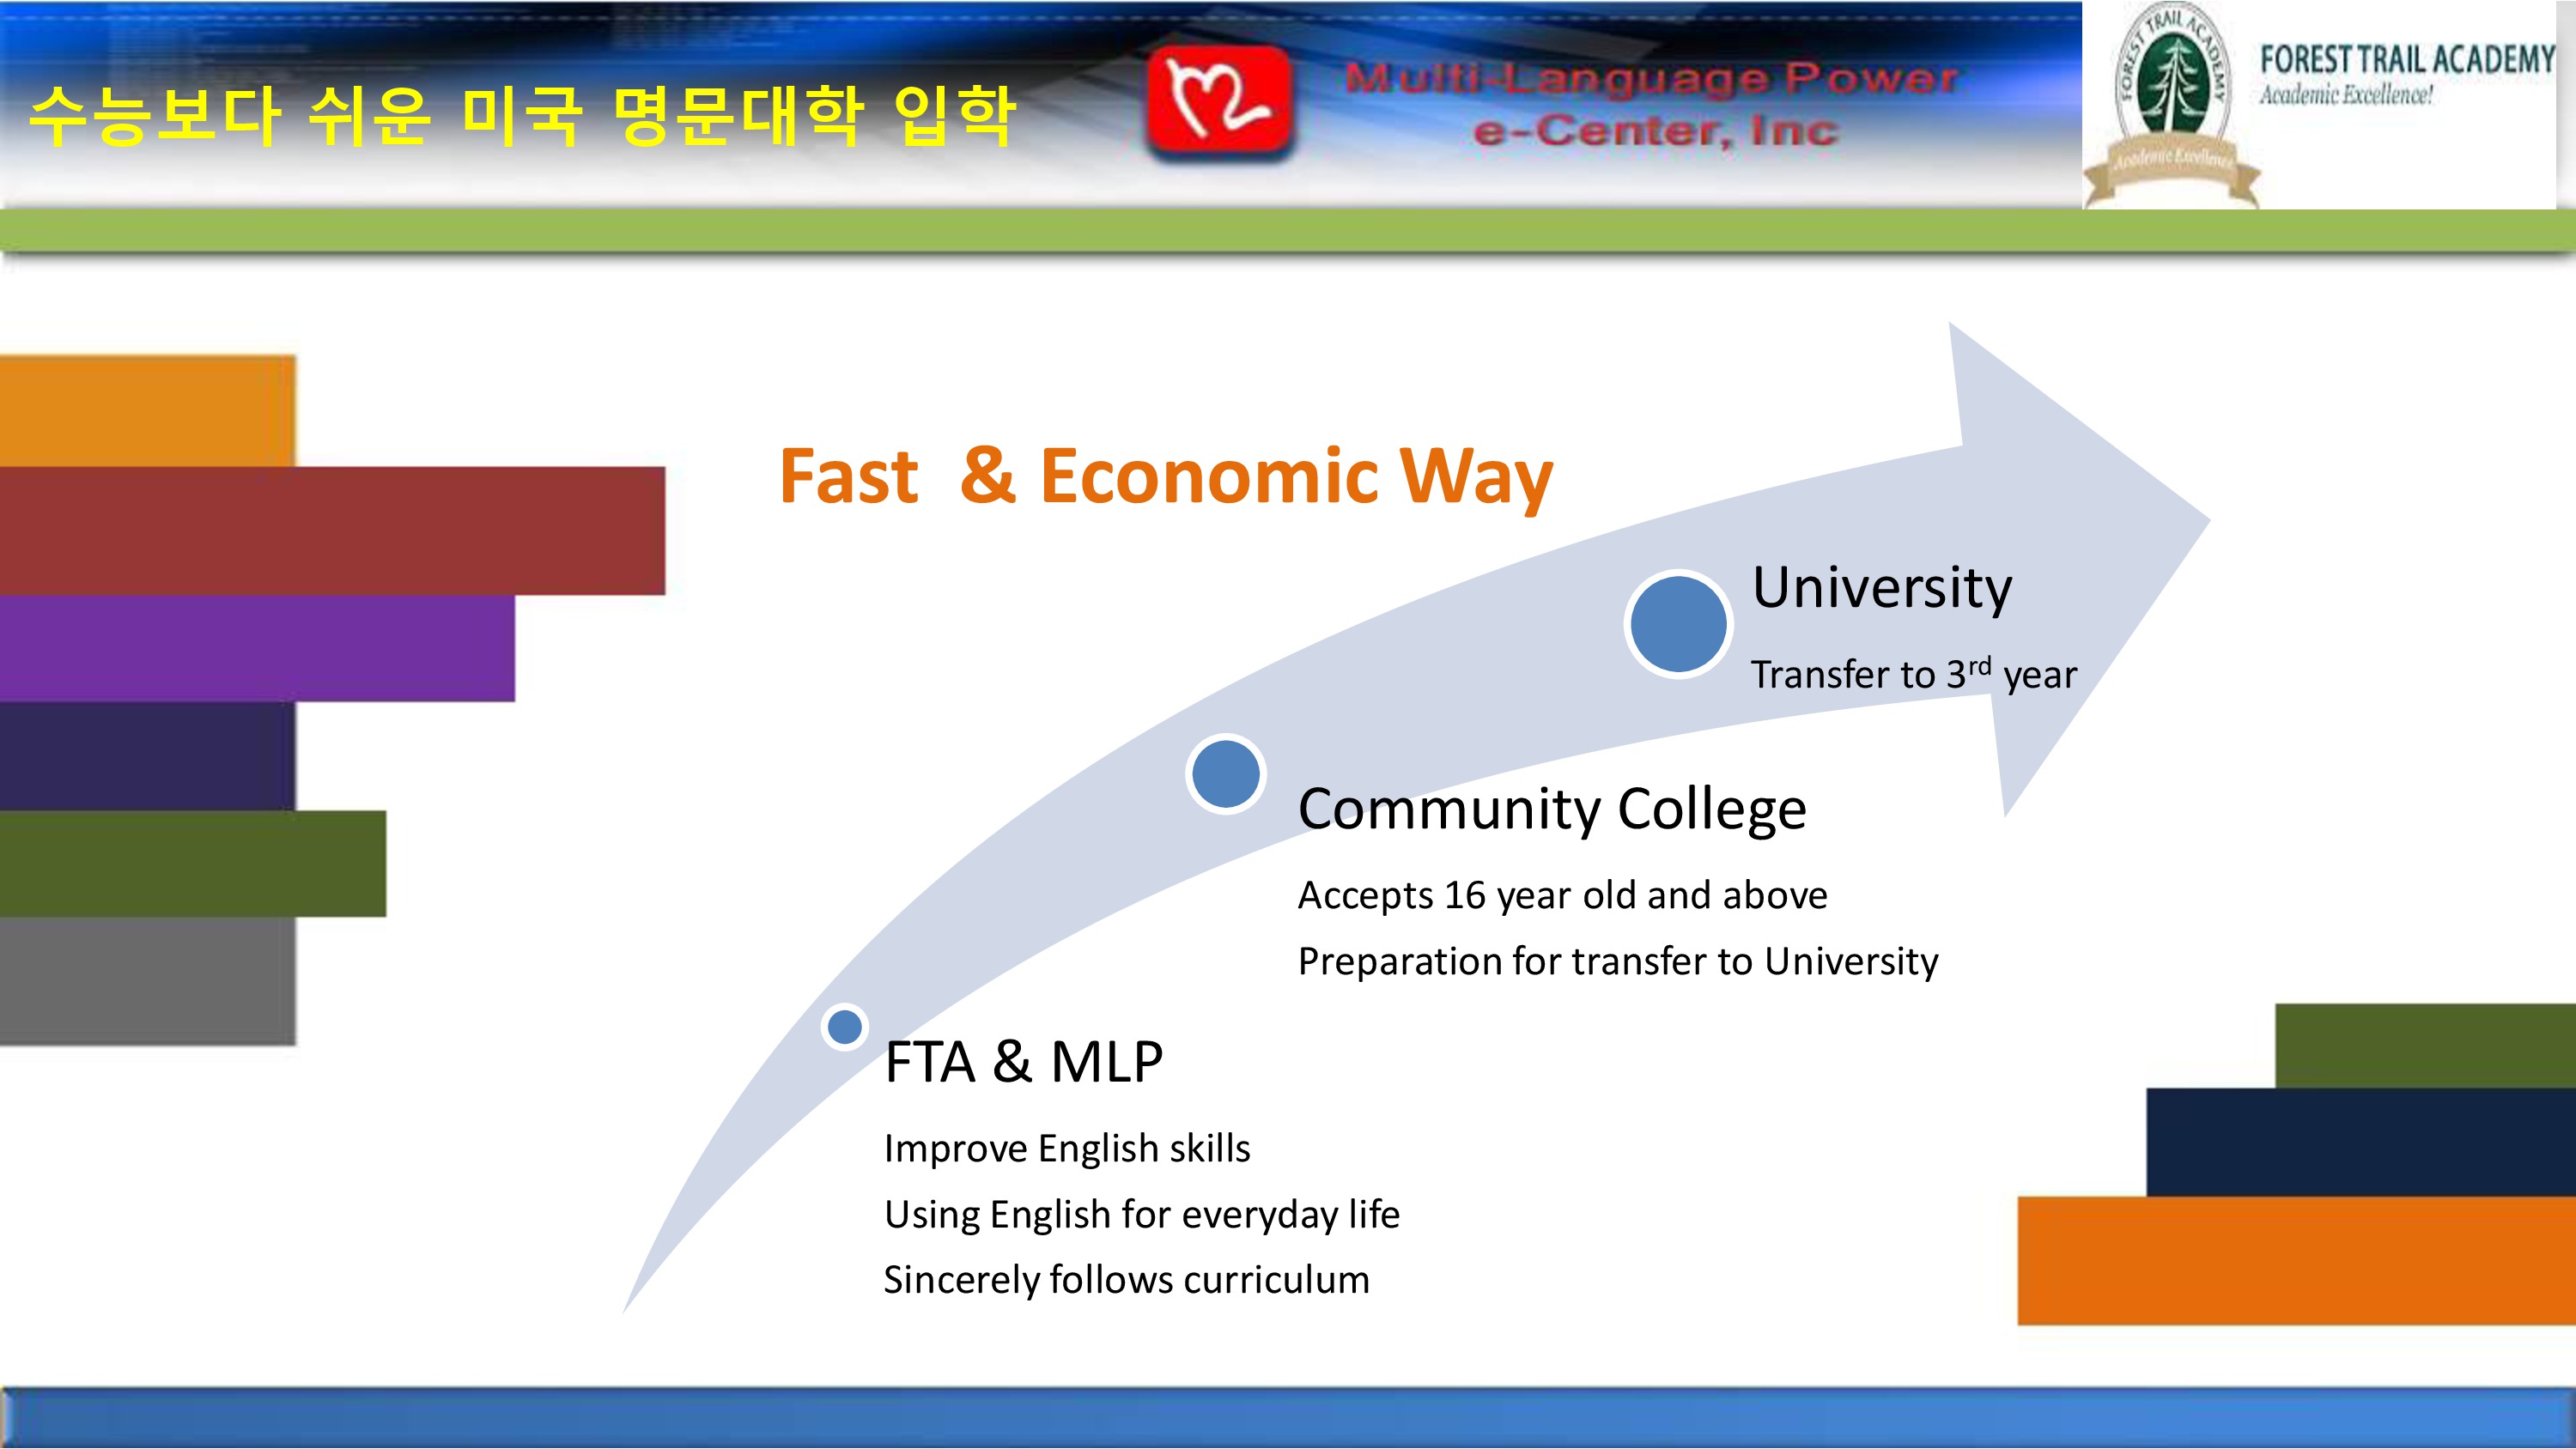 수능보다 쉬운 미국 명문대학 입학
Multi-Language Power
e-Center, Inc
FOREST TRAIL ACADEMY
Academic Excellence
FOREST TRAIL ACADEMY
Academic Excellence!
Fast & Economic Way
University
Transfer to 3rd year
Community College
Accepts 16 year old and above
Preparation for transfer to University
FTA & MLP
Improve English skills
Using English for everyday life
Sincerely follows curriculum